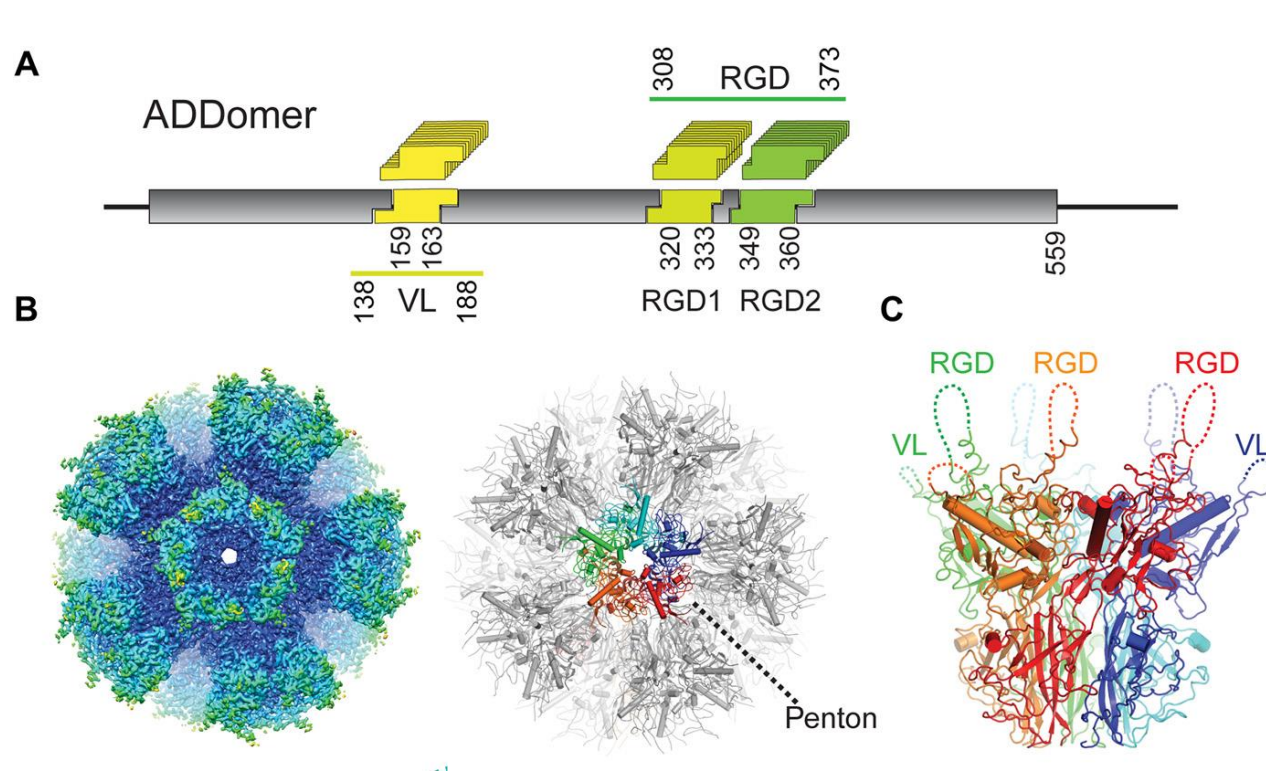 A
308 RGD 373
ADDomer
159 163 320 333 349 360 559
138 VL 188 RGD1 RGD2
B
C
RGD RGD RGD
VL VL
Penton